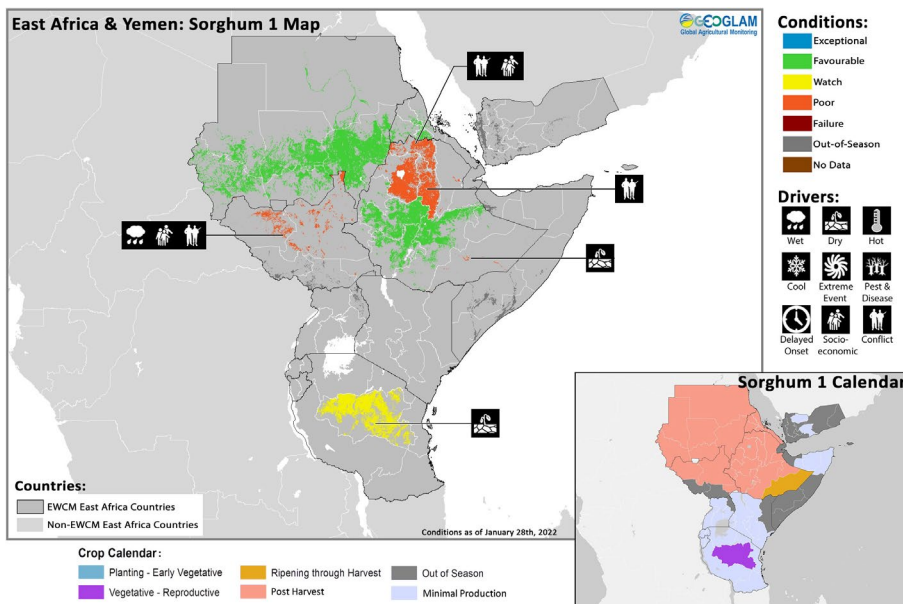 East Africa & Yemen: Sorghum 1 Map
GEOGLAM
Global Agricultural Monitoring
Conditions:
Exceptional
Favourable
Watch
Poor
Failure
Out-of-Season
No Data
Drivers:
Wet
Dry
Hot
Cool
Extreme
Event
Pest &
Disease
Delayed
Onset
Socio-
economic
Conflict
Sorghum 1 Calendar
Countries:
EWCM East Africa Countries
Non-EWCM East Africa Countries
Conditions as of January 28th, 2022
Crop Calendar:
Planting - Early Vegetative
Ripening through Harvest
Out of Season
Vegetative - Reproductive
Post Harvest
Minimal Production